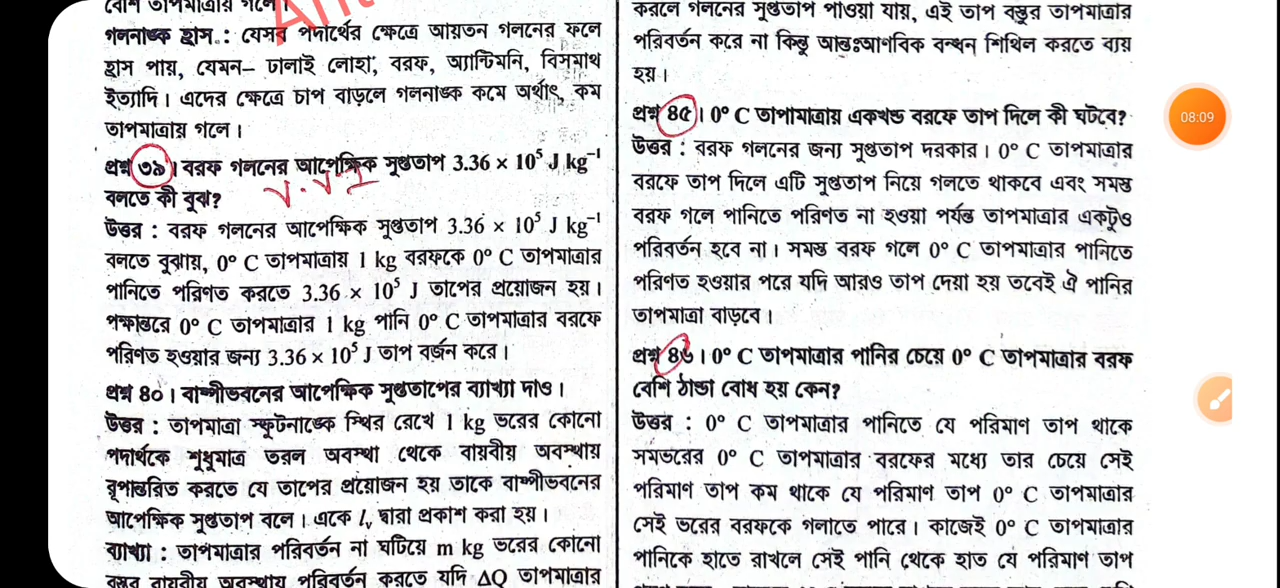 বেশি তাপমাত্রায় গলে।
গলনাঙ্ক হ্রাস : যেসব পদার্থের ক্ষেত্রে আয়তন গলনের ফলে
হ্রাস পায়, যেমন– ঢালাই লোহা, বরফ, অ্যান্টিমনি, বিসমাথ
ইত্যাদি। এদের ক্ষেত্রে চাপ বাড়লে গলনাঙ্ক কমে অর্থাৎ, কম
তাপমাত্রায় গলে।
প্রশ্ন ৩৯। বরফ গলনের আপেক্ষিক সুপ্ততাপ 3.36 × 10⁵ J kg⁻¹
বলতে কী বুঝ?
উত্তর : বরফ গলনের আপেক্ষিক সুপ্ততাপ 3.36 × 10⁵ J kg⁻¹
বলতে বুঝায়, 0° C তাপমাত্রায় 1 kg বরফকে 0° C তাপমাত্রার
পানিতে পরিণত করতে 3.36 × 10⁵ J তাপের প্রয়োজন হয়।
পক্ষান্তরে 0° C তাপমাত্রার 1 kg পানি 0° C তাপমাত্রার বরফে
পরিণত হওয়ার জন্য 3.36 × 10⁵ J তাপ বর্জন করে।
প্রশ্ন ৪০। বাষ্পীভবনের আপেক্ষিক সুপ্ততাপের ব্যাখ্যা দাও।
উত্তর : তাপমাত্রা স্ফুটনাঙ্কে স্থির রেখে 1 kg ভরের কোনো
পদার্থকে শুধুমাত্র তরল অবস্থা থেকে বায়বীয় অবস্থায়
রূপান্তরিত করতে যে তাপের প্রয়োজন হয় তাকে বাষ্পীভবনের
আপেক্ষিক সুপ্ততাপ বলে। একে lᵥ দ্বারা প্রকাশ করা হয়।
ব্যাখ্যা : তাপমাত্রার পরিবর্তন না ঘটিয়ে m kg ভরের কোনো
বস্তুর বায়বীয় অবস্থায় পরিবর্তন করতে যদি ΔQ তাপমাত্রার
করলে গলনের সুপ্ততাপ পাওয়া যায়, এই তাপ বস্তুর তাপমাত্রার
পরিবর্তন করে না কিন্তু আন্তঃআণবিক বন্ধন শিথিল করতে ব্যয়
হয়।
প্রশ্ন ৪৫। 0° C তাপামাত্রায় একখন্ড বরফে তাপ দিলে কী ঘটবে?
উত্তর : বরফ গলনের জন্য সুপ্ততাপ দরকার। 0° C তাপমাত্রার
বরফে তাপ দিলে এটি সুপ্ততাপ নিয়ে গলতে থাকবে এবং সমস্ত
বরফ গলে পানিতে পরিণত না হওয়া পর্যন্ত তাপমাত্রার একটুও
পরিবর্তন হবে না। সমস্ত বরফ গলে 0° C তাপমাত্রার পানিতে
পরিণত হওয়ার পরে যদি আরও তাপ দেয়া হয় তবেই ঐ পানির
তাপমাত্রা বাড়বে।
প্রশ্ন ৪৬। 0° C তাপমাত্রার পানির চেয়ে 0° C তাপমাত্রার বরফ
বেশি ঠান্ডা বোধ হয় কেন?
উত্তর : 0° C তাপমাত্রার পানিতে যে পরিমাণ তাপ থাকে
সমভরের 0° C তাপমাত্রার বরফের মধ্যে তার চেয়ে সেই
পরিমাণ তাপ কম থাকে যে পরিমাণ তাপ 0° C তাপমাত্রার
সেই ভরের বরফকে গলাতে পারে। কাজেই 0° C তাপমাত্রার
পানিকে হাতে রাখলে সেই পানি থেকে হাত যে পরিমাণ তাপ
08:09